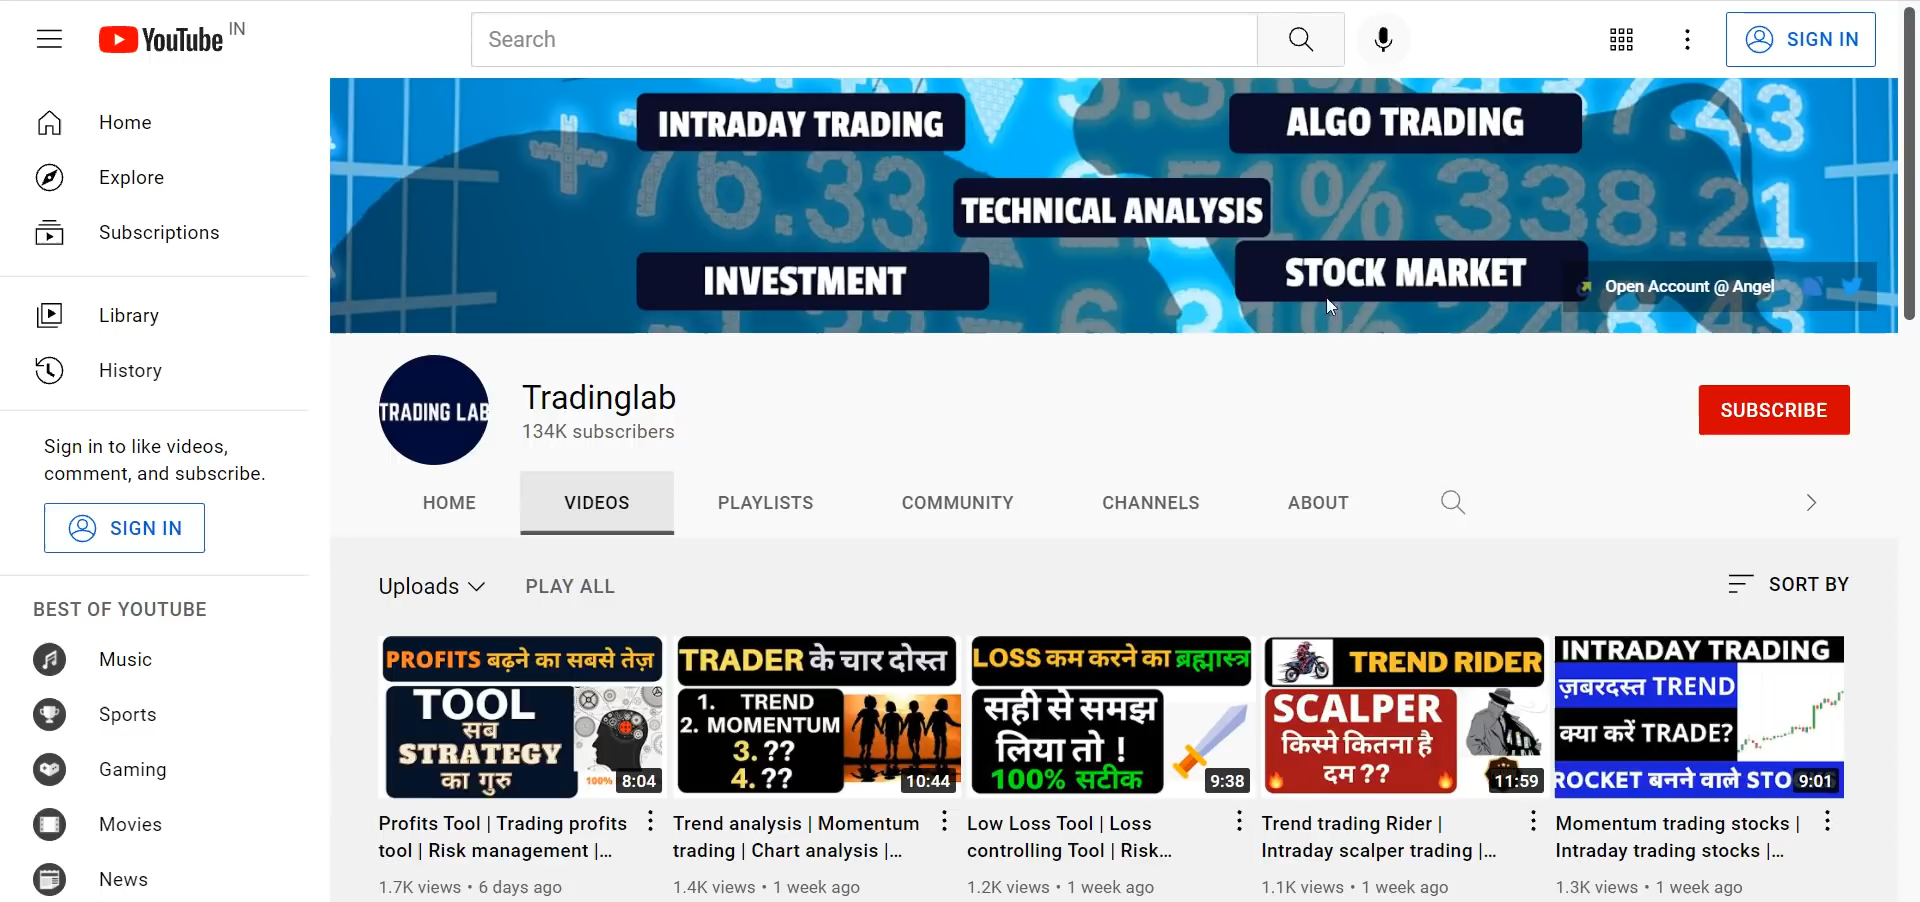 YouTube IN
Search
SIGN IN
Home
Explore
Subscriptions
Library
History
Sign in to like videos,
comment, and subscribe.
SIGN IN
BEST OF YOUTUBE
Music
Sports
Gaming
Movies
News
INTRADAY TRADING
ALGO TRADING
TECHNICAL ANALYSIS
INVESTMENT
STOCK MARKET
+76.33
% 338.21
Open Account @ Angel
TRADING LAB
Tradinglab
134K subscribers
SUBSCRIBE
HOME
VIDEOS
PLAYLISTS
COMMUNITY
CHANNELS
ABOUT
Uploads
PLAY ALL
SORT BY
PROFITS बढ़ने का सबसे तेज़
TOOL
सब
STRATEGY
का गुरु
100%
8:04
Profits Tool | Trading profits
tool | Risk management |...
1.7K views • 6 days ago
TRADER के चार दोस्त
1. TREND
2. MOMENTUM
3. ??
4. ??
10:44
Trend analysis | Momentum
trading | Chart analysis |...
1.4K views • 1 week ago
LOSS कम करने का ब्रह्मास्त्र
सही से समझ
लिया तो !
100% सटीक
9:38
Low Loss Tool | Loss
controlling Tool | Risk...
1.2K views • 1 week ago
TREND RIDER
SCALPER
किस्मे कितना है
दम ??
11:59
Trend trading Rider |
Intraday scalper trading |...
1.1K views • 1 week ago
INTRADAY TRADING
ज़बरदस्त TREND
क्या करें TRADE?
ROCKET बनने वाले STO
9:01
Momentum trading stocks |
Intraday trading stocks |...
1.3K views • 1 week ago